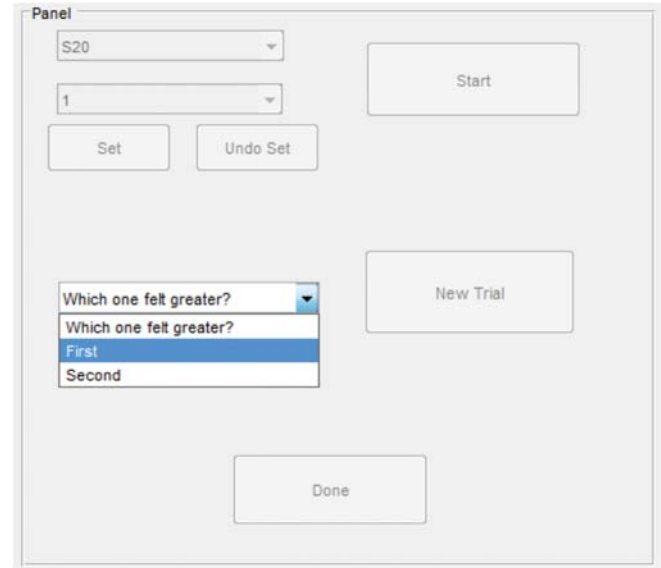 Panel
S20
Start
1
Set
Undo Set
Which one felt greater?
New Trial
Which one felt greater?
First
Second
Done